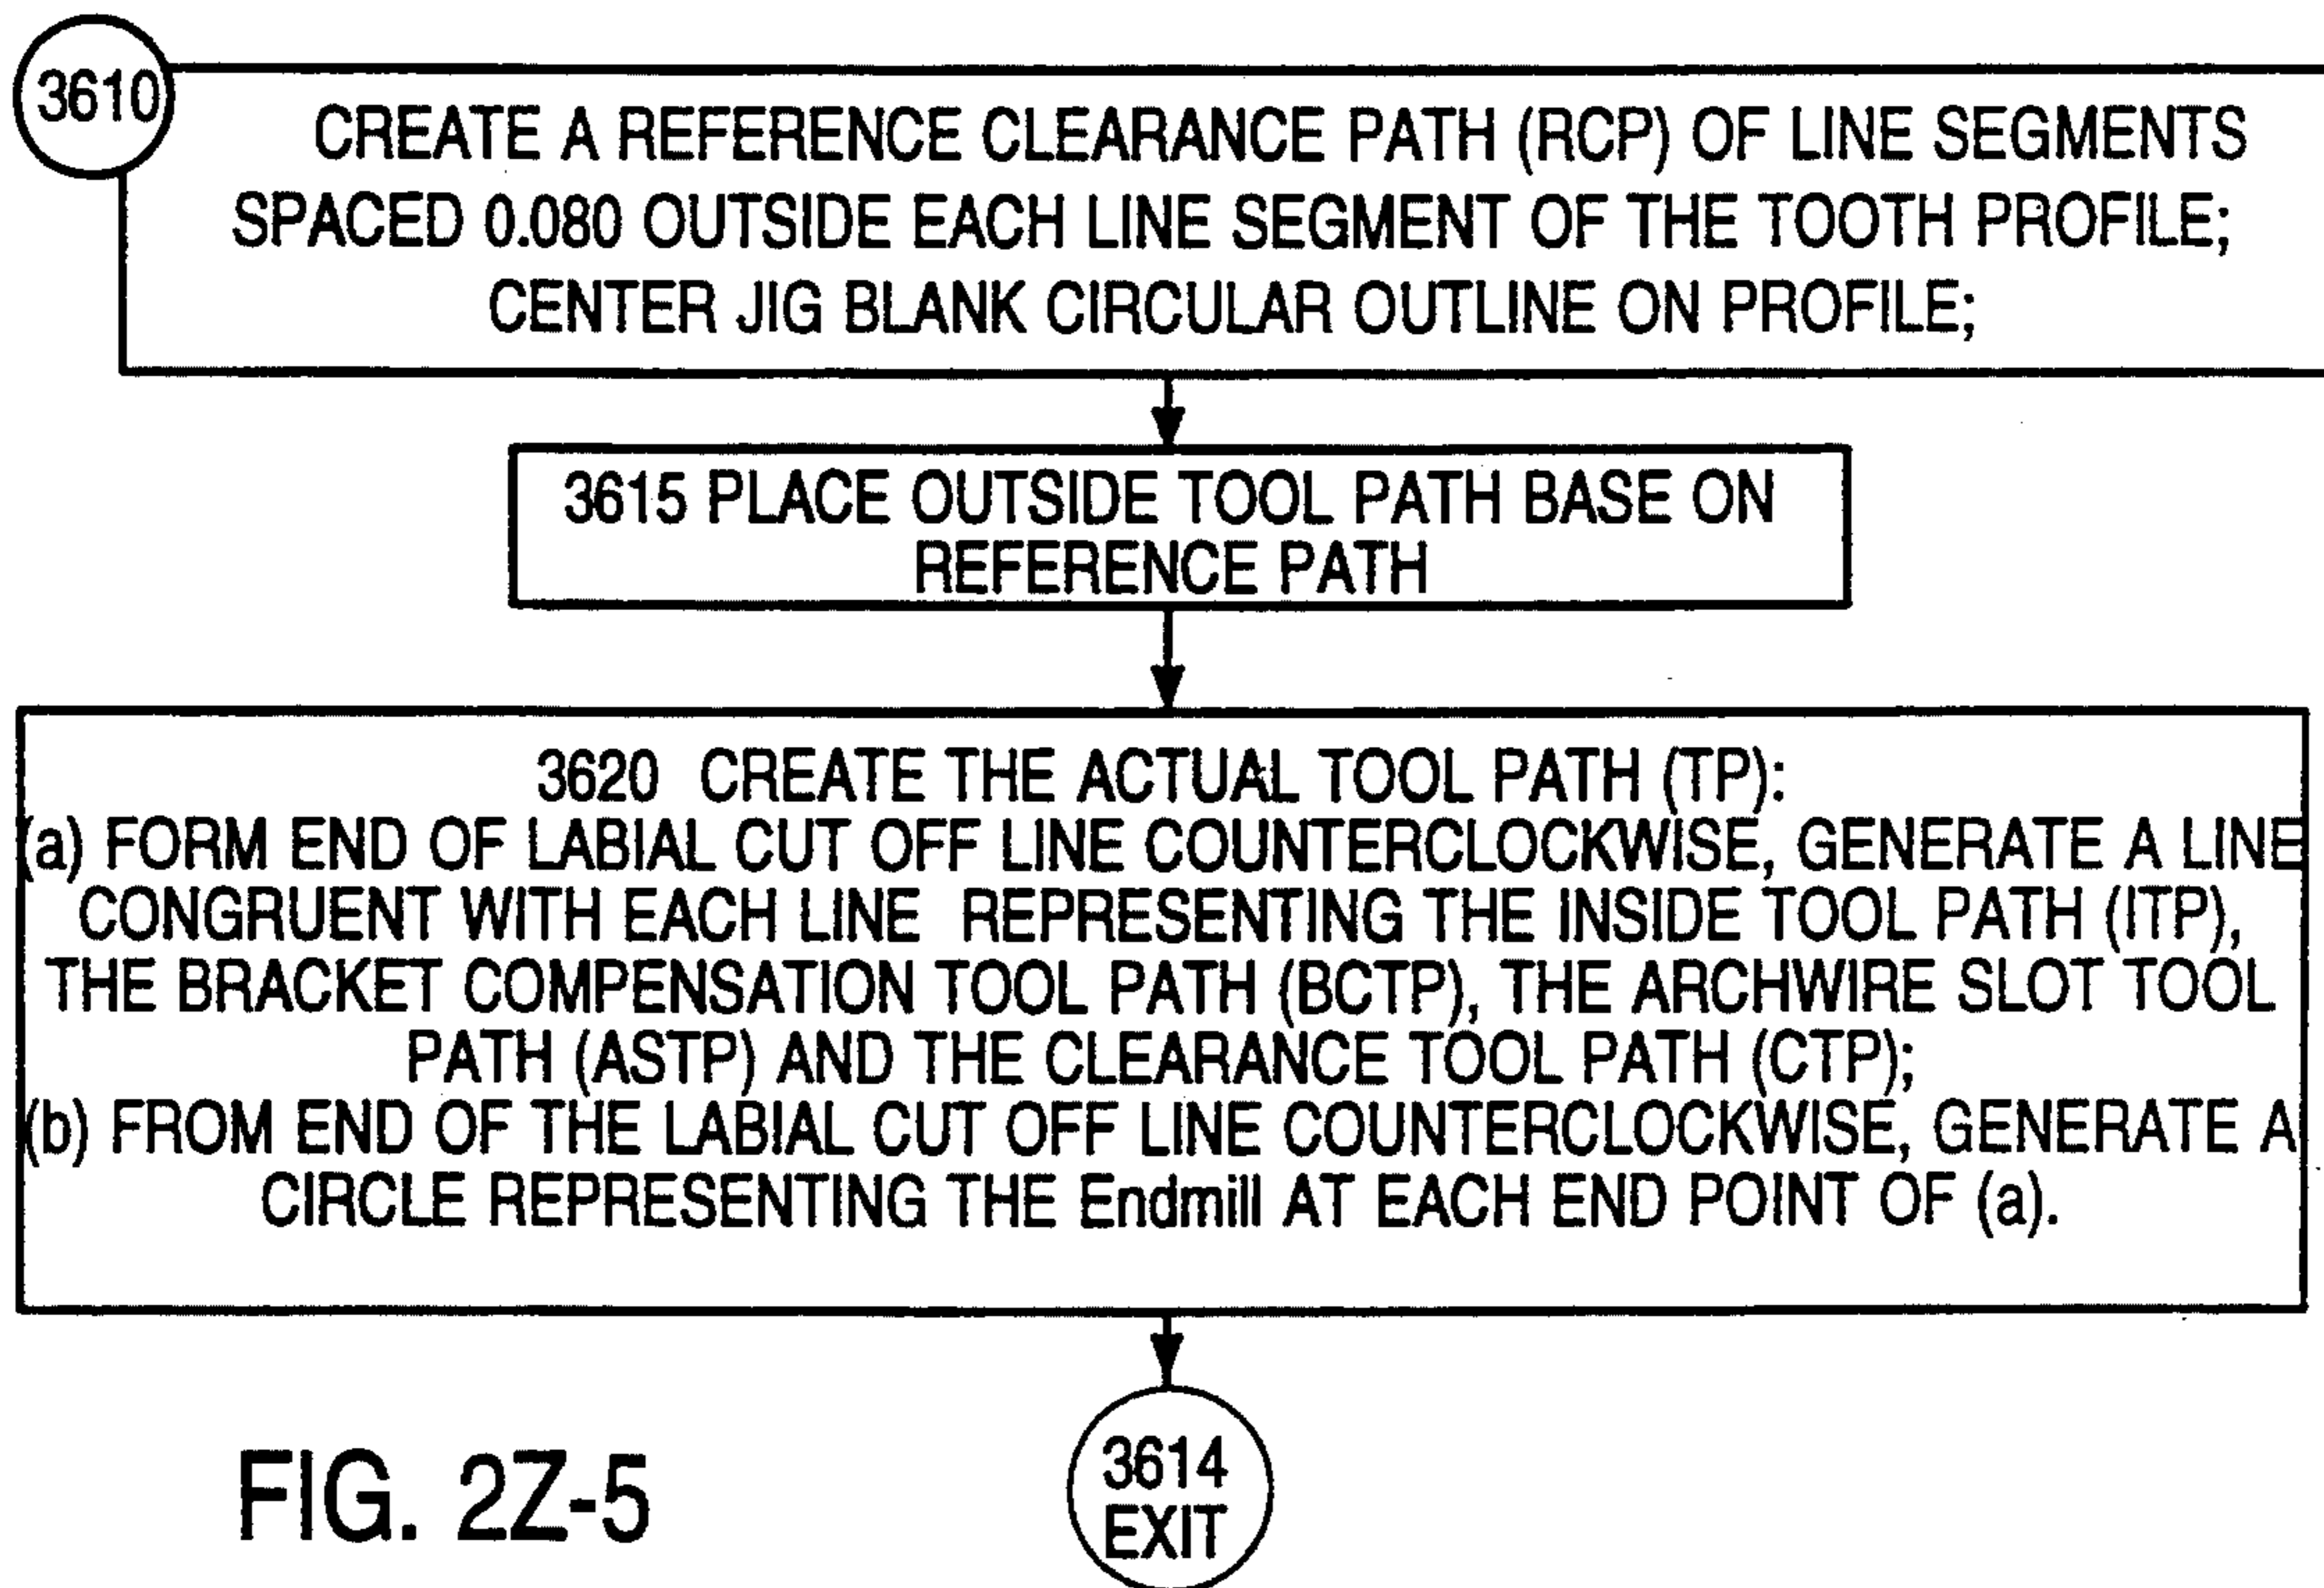 3610
CREATE A REFERENCE CLEARANCE PATH (RCP) OF LINE SEGMENTS
SPACED 0.080 OUTSIDE EACH LINE SEGMENT OF THE TOOTH PROFILE;
CENTER JIG BLANK CIRCULAR OUTLINE ON PROFILE;
3615 PLACE OUTSIDE TOOL PATH BASE ON
REFERENCE PATH
3620 CREATE THE ACTUAL TOOL PATH (TP):
(a) FORM END OF LABIAL CUT OFF LINE COUNTERCLOCKWISE, GENERATE A LINE
CONGRUENT WITH EACH LINE REPRESENTING THE INSIDE TOOL PATH (ITP),
THE BRACKET COMPENSATION TOOL PATH (BCTP), THE ARCHWIRE SLOT TOOL
PATH (ASTP) AND THE CLEARANCE TOOL PATH (CTP);
(b) FROM END OF THE LABIAL CUT OFF LINE COUNTERCLOCKWISE, GENERATE A
CIRCLE REPRESENTING THE Endmill AT EACH END POINT OF (a).
3614
EXIT
FIG. 2Z-5